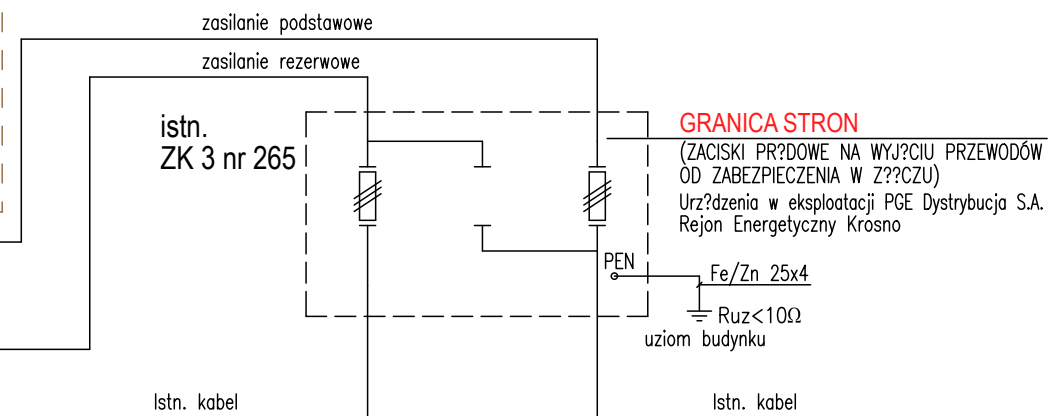 zasilanie podstawowe
zasilanie rezerwowe
istn.
ZK 3 nr 265
GRANICA STRON
(ZACISKI PR?DOWE NA WYJ?CIU PRZEWODÓW
OD ZABEZPIECZENIA W Z??CZU)
Urz?dzenia w eksploatacji PGE Dystrybucja S.A.
Rejon Energetyczny Krosno
PEN
Fe/Zn 25x4
Ruz<10Ω
uziom budynku
Istn. kabel
Istn. kabel